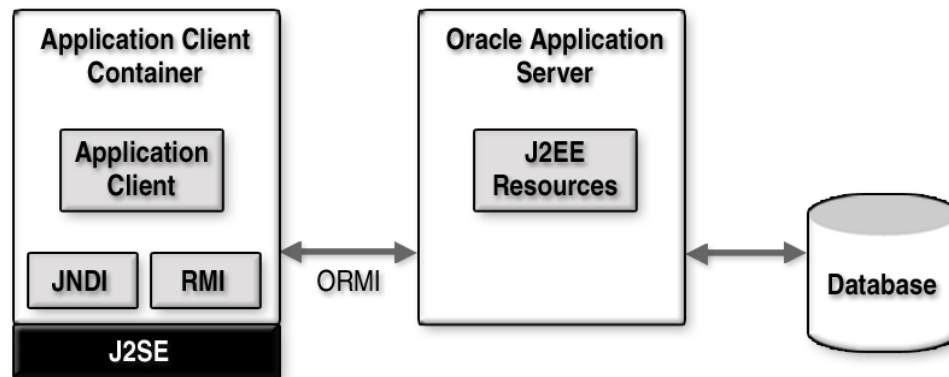 Application Client
Container
Application
Client
JNDI
RMI
J2SE
ORMI
Oracle Application
Server
J2EE
Resources
Database